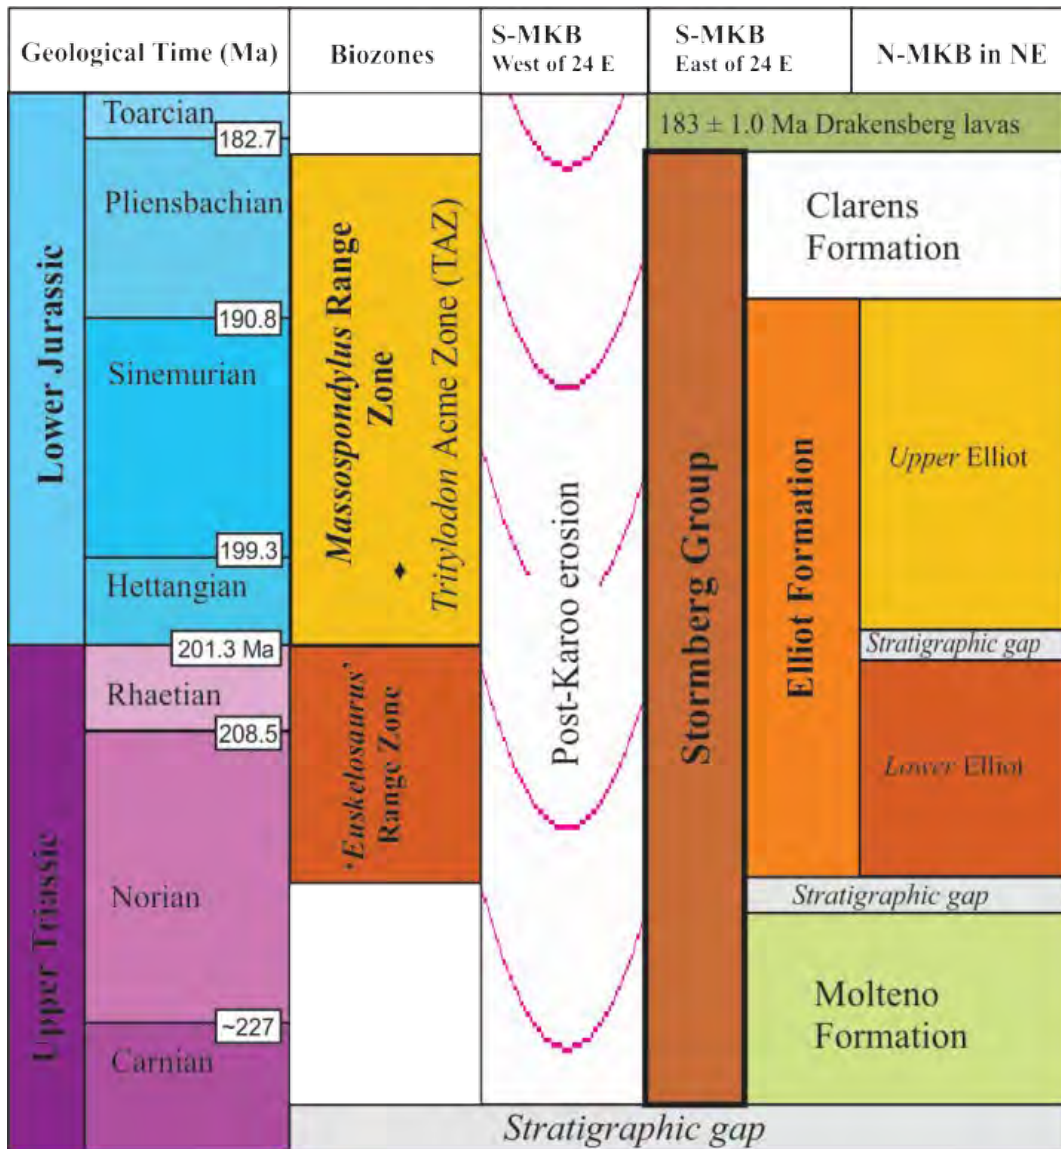 Geological Time (Ma)
Biozones
S-MKB
West of 24 E
S-MKB
East of 24 E
N-MKB in NE
Lower Jurassic
Upper Triassic
Toarcian
182.7
Pliensbachian
190.8
Sinemurian
199.3
Hettangian
201.3 Ma
Rhaetian
208.5
Norian
~227
Carnian
Massospondylus Range
Zone
Tritylodon Acme Zone (TAZ)
'Euskelosaurus'
Range Zone
Post-Karoo erosion
183 ± 1.0 Ma Drakensberg lavas
Stormberg Group
Clarens
Formation
Elliot Formation
Upper Elliot
Stratigraphic gap
Lower Elliot
Stratigraphic gap
Molteno
Formation
Stratigraphic gap